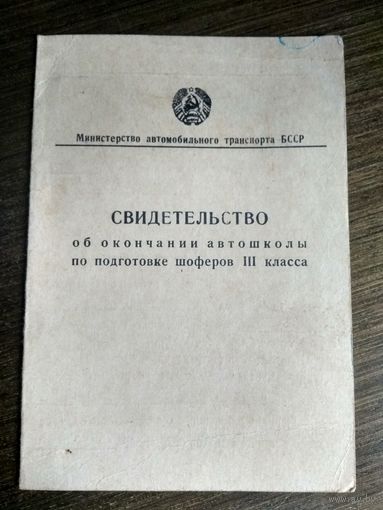 Министерство автомобильного транспорта БССР
СВИДЕТЕЛЬСТВО
об окончании автошколы
по подготовке шоферов III класса